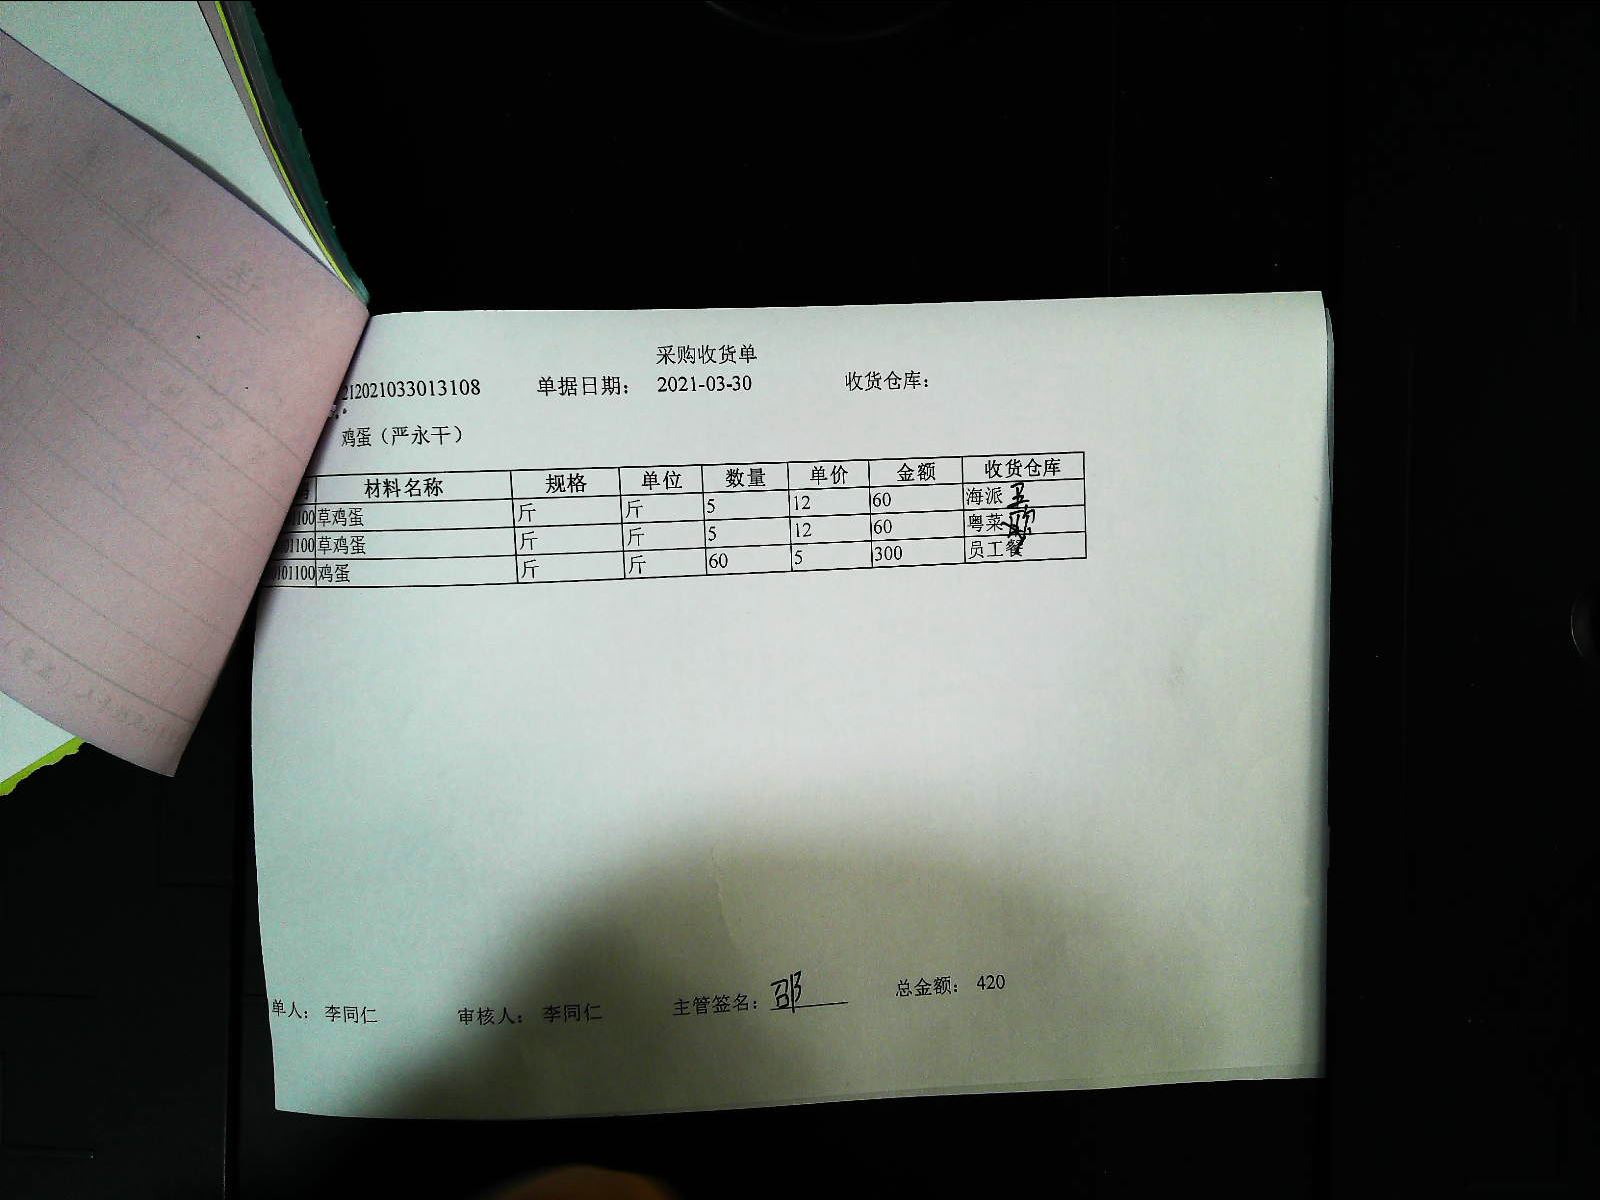 采购收货单
212021033013108 单据日期： 2021-03-30 收货仓库：
鸡蛋（严永干）
材料名称 规格 单位 数量 单价 金额 收货仓库
1100 草鸡蛋 斤 斤 5 12 60 海派
01100 草鸡蛋 斤 斤 5 12 60 粤菜
101100 鸡蛋 斤 斤 60 5 300 员工餐
单人： 李同仁 审核人： 李同仁 主管签名： 邵 总金额： 420